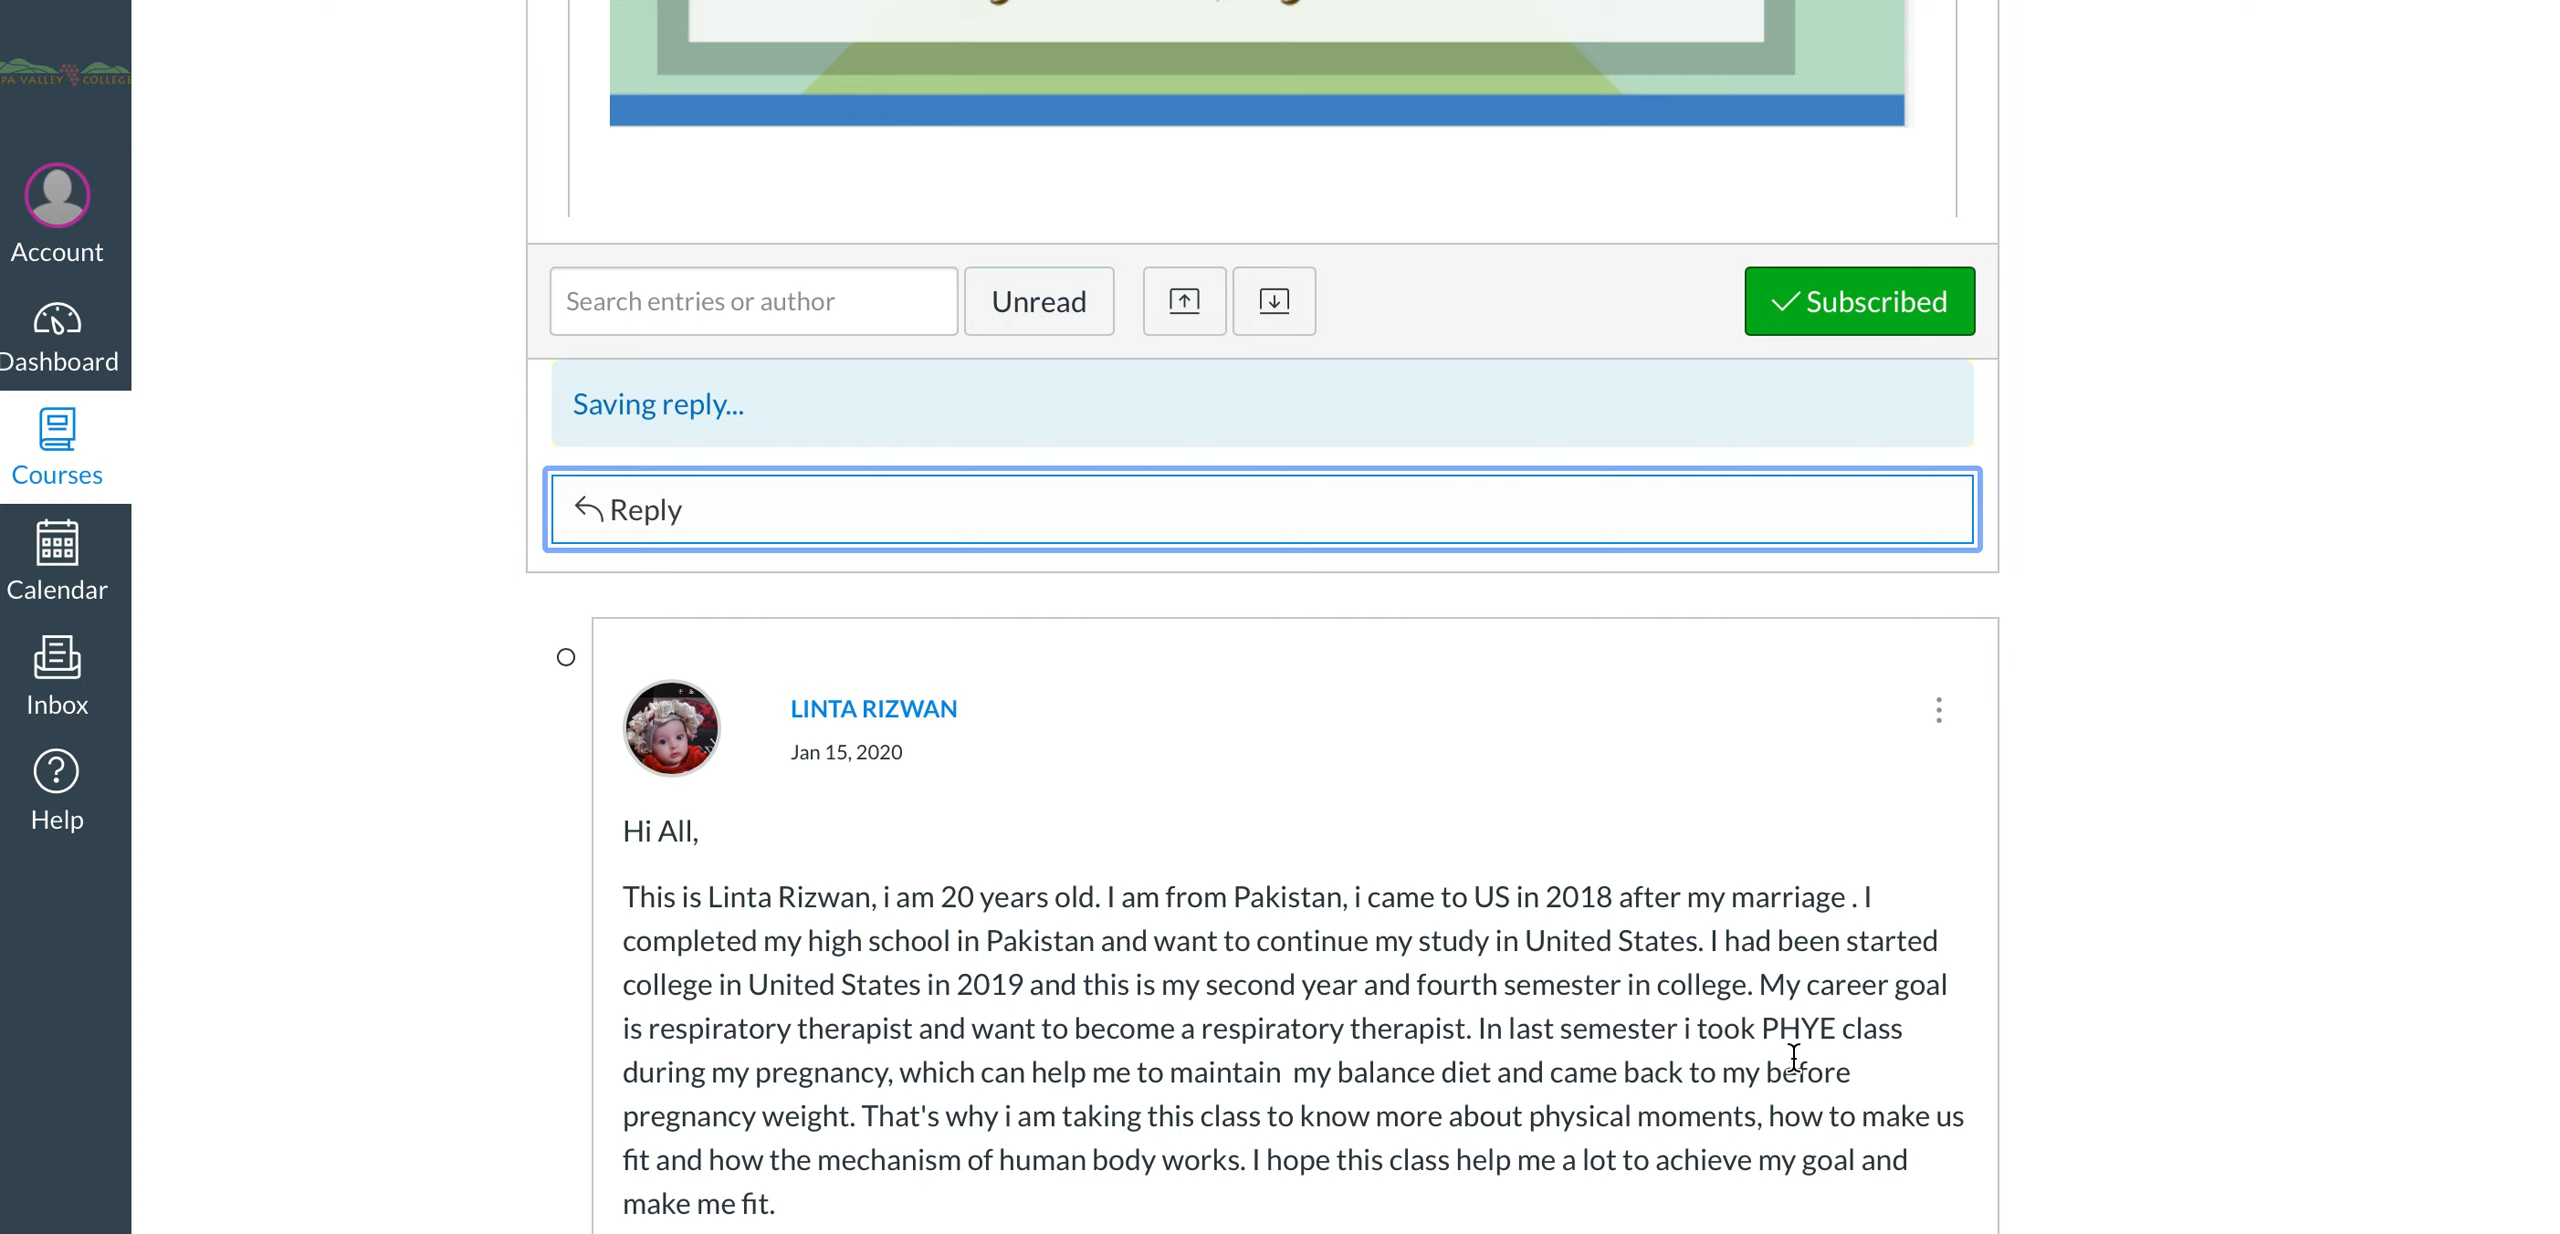 PA VALLEY COLLEGE
Account
Dashboard
Courses
Calendar
Inbox
Help
Search entries or author
Unread
Subscribed
Saving reply...
Reply
LINTA RIZWAN
Jan 15, 2020
Hi All,
This is Linta Rizwan, i am 20 years old. I am from Pakistan, i came to US in 2018 after my marriage . I
completed my high school in Pakistan and want to continue my study in United States. I had been started
college in United States in 2019 and this is my second year and fourth semester in college. My career goal
is respiratory therapist and want to become a respiratory therapist. In last semester i took PHYE class
during my pregnancy, which can help me to maintain  my balance diet and came back to my before
pregnancy weight. That's why i am taking this class to know more about physical moments, how to make us
fit and how the mechanism of human body works. I hope this class help me a lot to achieve my goal and
make me fit.